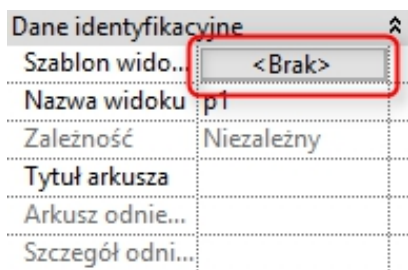 Dane identyfikacyjne
Szablon wido... <Brak>
Nazwa widoku p1
Zależność Niezależny
Tytuł arkusza
Arkusz odnie...
Szczegół odni...